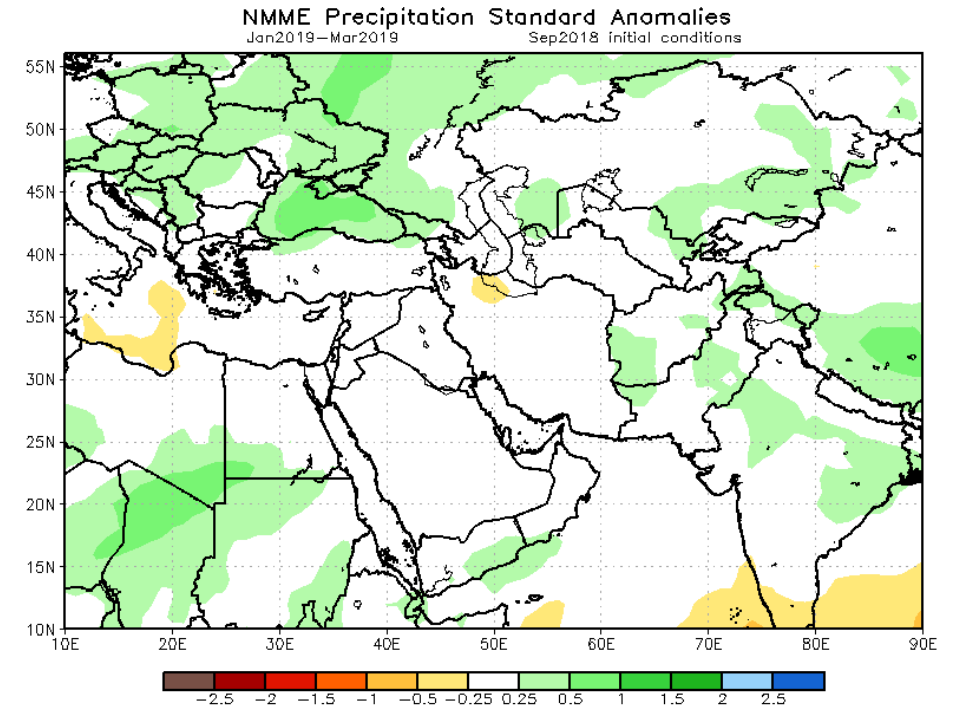 NMME Precipitation Standard Anomalies
Jan2019-Mar2019 Sep2018 initial conditions
55N
50N
45N
40N
35N
30N
25N
20N
15N
10N
10E 20E 30E 40E 50E 60E 70E 80E 90E
-2.5 -2 -1.5 -1 -0.5 -0.25 0.25 0.5 1 1.5 2 2.5